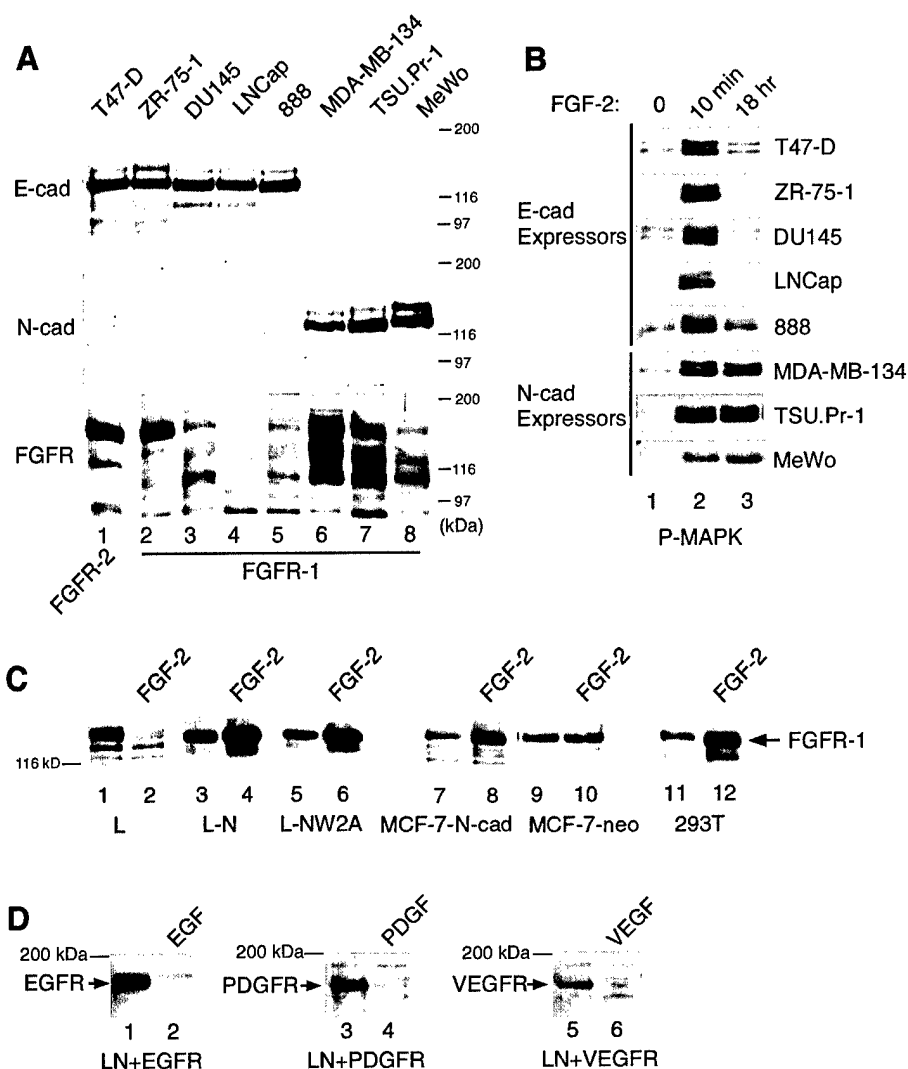 A
T47-D
ZR-75-1
DU145
LNCap
888
MDA-MB-134
TSU.Pr-1
MeWo
200
E-cad
116
97
200
N-cad
116
97
200
FGFR
116
97
(kDa)
1 2 3 4 5 6 7 8
FGFR-2
FGFR-1
B
FGF-2: 0 10 min 18 hr
E-cad Expressors
T47-D
ZR-75-1
DU145
LNCap
888
N-cad Expressors
MDA-MB-134
TSU.Pr-1
MeWo
1 2 3
P-MAPK
C
FGF-2 FGF-2 FGF-2 FGF-2 FGF-2 FGF-2
FGFR-1
116 kD
1 2 3 4 5 6 7 8 9 10 11 12
L L-N L-NW2A MCF-7-N-cad MCF-7-neo 293T
D
EGF PDGF VEGF
200 kDa 200 kDa 200 kDa
EGFR PDGFR VEGFR
1 2 3 4 5 6
LN+EGFR LN+PDGFR LN+VEGFR